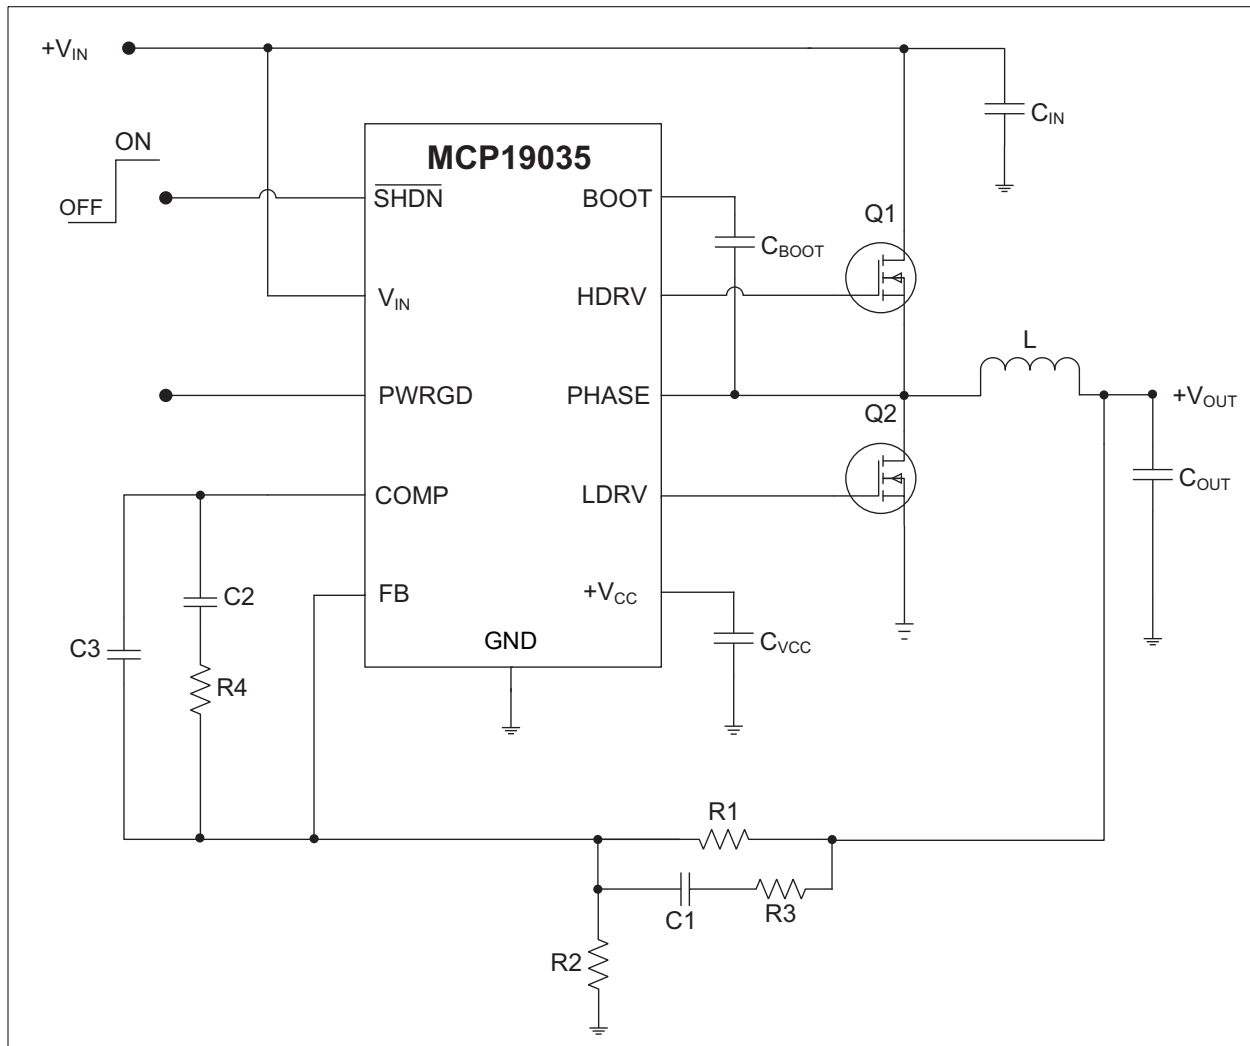 +VIN
ON
OFF
MCP19035
SHDN
VIN
PWRGD
COMP
FB
GND
BOOT
HDRV
PHASE
LDRV
+VCC
CBOOT
CIN
Q1
Q2
L
+VOUT
COUT
CVCC
C2
C3
R4
R1
C1
R3
R2